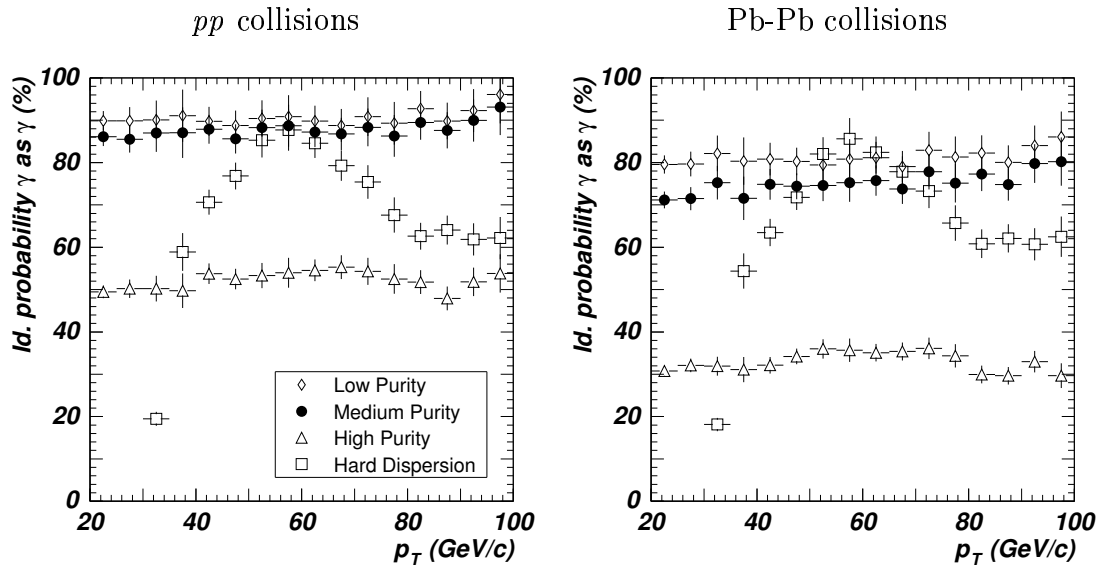 pp collisions
Id. probability γ as γ (%)
100
80
60
40
20
0
Low Purity
Medium Purity
High Purity
Hard Dispersion
20 40 60 80 100
p_T (GeV/c)
Pb-Pb collisions
Id. probability γ as γ (%)
100
80
60
40
20
0
20 40 60 80 100
p_T (GeV/c)